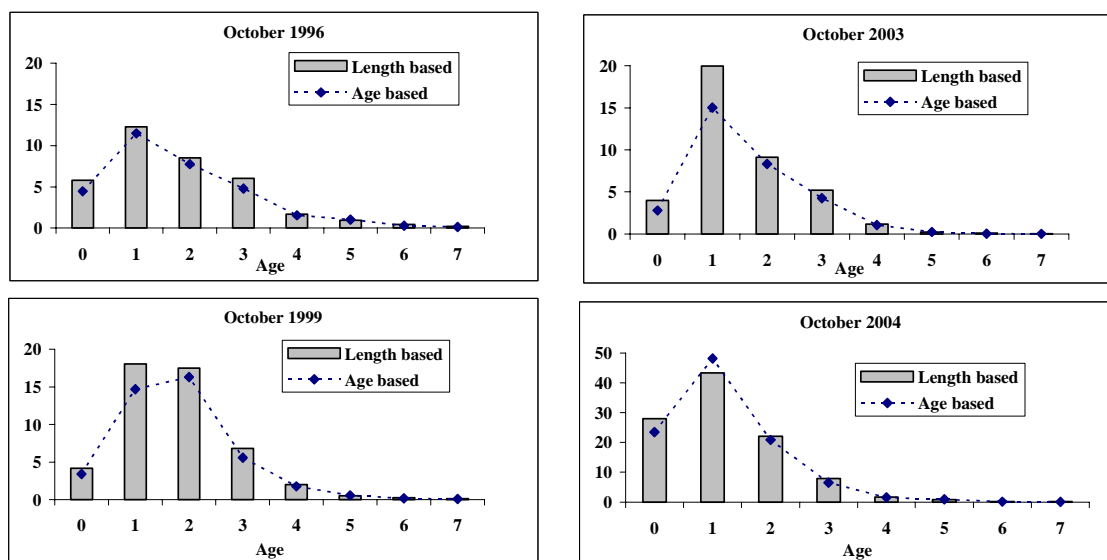 October 1996
20
15
10
5
0
Length based
Age based
0 1 2 3 4 5 6 7
Age
October 2003
20
15
10
5
0
Length based
Age based
0 1 2 3 4 5 6 7
Age
October 1999
20
15
10
5
0
Length based
Age based
0 1 2 3 4 5 6 7
Age
October 2004
50
40
30
20
10
0
Length based
Age based
0 1 2 3 4 5 6 7
Age